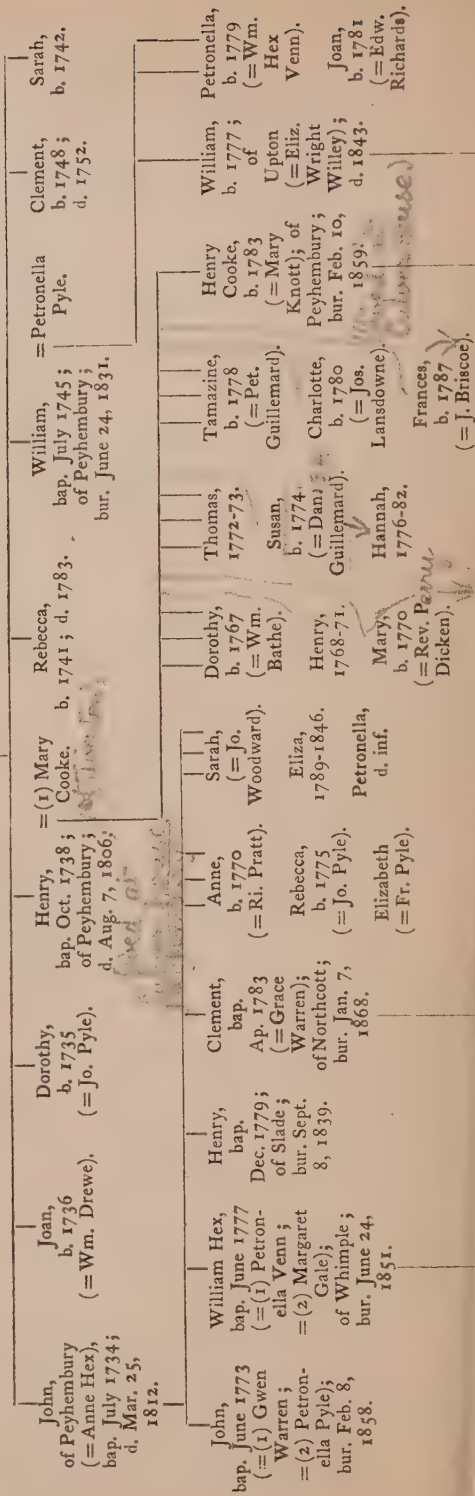 John,
of Peyhembury
(=Anne Hex),
bap. July 1734;
d. Mar. 25,
1812.
Joan,
b. 1736
(=Wm. Drewe).
Dorothy,
b. 1735
(=Jo. Pyle).
Henry,
bap. Oct. 1738;
of Peyhembury;
d. Aug. 7, 1806;
=(1) Mary
Cooke.
Rebecca,
b. 1741; d. 1783.
William,
bap. July 1745;
of Peyhembury;
bur. June 24, 1831.
=Petronella
Pyle.
Clement,
b. 1748;
d. 1752.
Sarah,
b. 1742.
John,
bap. June 1773
(=(1) Gwen
Warren;
=(2) Petron-
ella Pyle);
bur. Feb. 8,
1858.
William Hex,
bap. June 1777
(=(1) Petron-
ella Venn;
=(2) Margaret
Gale);
of Whimple;
bur. June 24,
1851.
Henry,
bap.
Dec. 1779;
of Slade;
bur. Sept.
8, 1839.
Clement,
bap.
Ap. 1783
(=Grace
Warren);
of Northcott;
bur. Jan. 7,
1868.
Anne,
b. 1770
(=Ri. Pratt).
Rebecca,
b. 1775
(=Jo. Pyle).
Elizabeth
(=Fr. Pyle).
Sarah,
(=Jo.
Woodward).
Eliza,
1789-1846.
Petronella,
d. inf.
Dorothy,
b. 1767
(=Wm.
Bathe).
Henry,
1768-71.
Mary,
b. 1770
(=Rev. P.
Dicken).
Thomas,
1772-73.
Susan,
b. 1774
(=Dan.
Guillemard).
Hannah,
1776-82.
Tamazine,
b. 1778
(=Pet.
Guillemard).
Charlotte,
b. 1780
(=Jos.
Lansdowne).
Frances,
b. 1787
(=J. Briscoe).
Henry
Cooke,
b. 1783
(=Mary
Knott); of
Peyhembury;
bur. Feb. 10,
1859.
William,
b. 1777;
of
Upton
(=Eliz.
Wright
Willey);
d. 1843.
Petronella,
b. 1779
(=Wm.
Hex
Venn).
Joan,
b. 1781
(=Edw.
Richards).